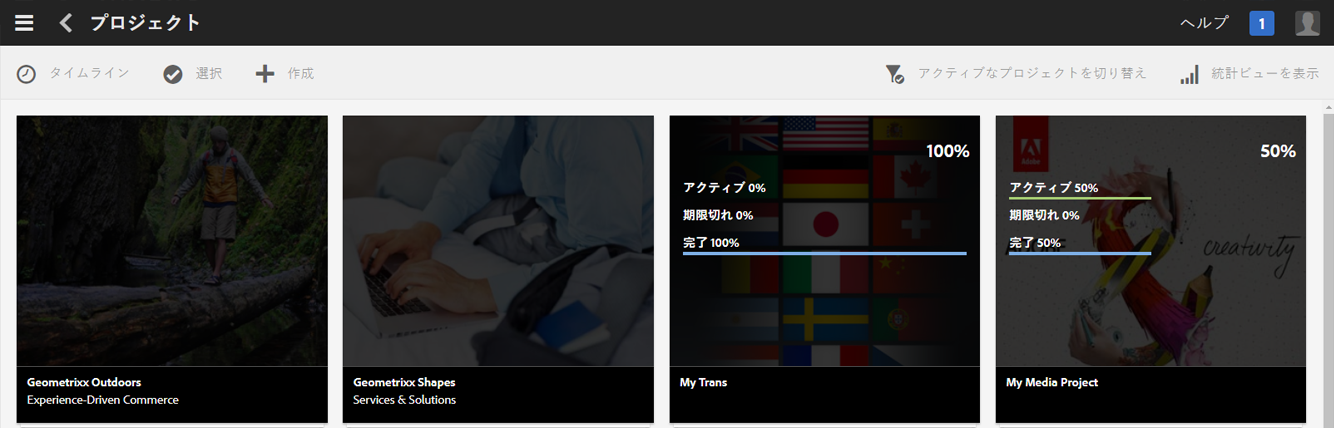 プロジェクト
ヘルプ
1
タイムライン
選択
作成
アクティブなプロジェクトを切り替え
統計ビューを表示
Geometrixx Outdoors
Experience-Driven Commerce
Geometrixx Shapes
Services & Solutions
100%
アクティブ 0%
期限切れ 0%
完了 100%
My Trans
Adobe
50%
アクティブ 50%
期限切れ 0%
完了 50%
creativity
My Media Project